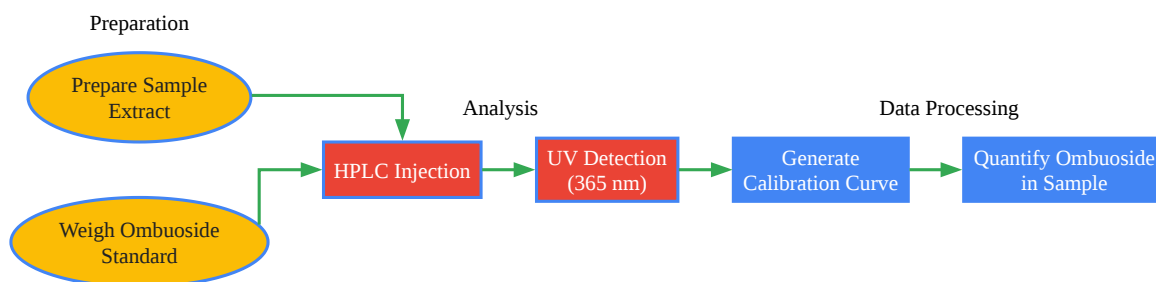 Preparation
Prepare Sample
Extract
Weigh Ombuoside
Standard
Analysis
HPLC Injection
UV Detection
(365 nm)
Data Processing
Generate
Calibration Curve
Quantify Ombuoside
in Sample